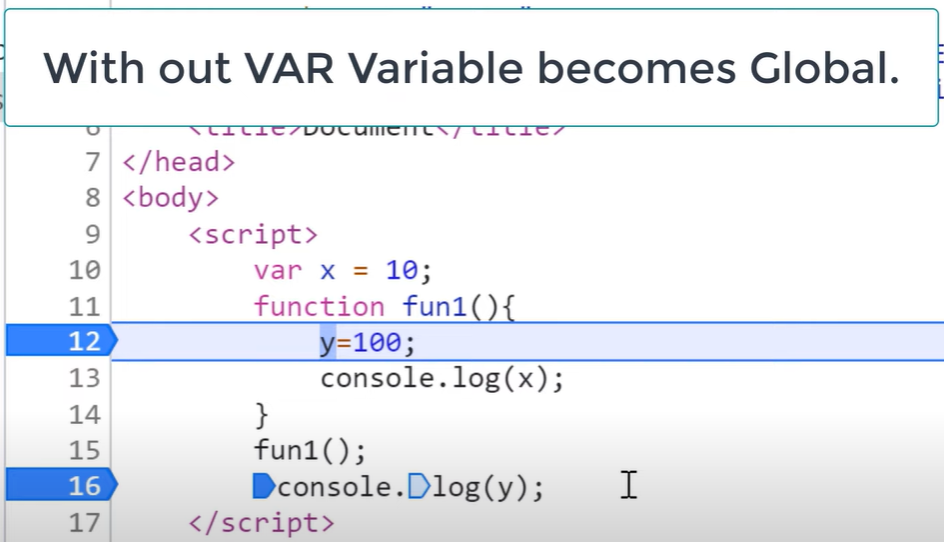 With out VAR Variable becomes Global.
6 <title>Document</title>
7 </head>
8 <body>
9 <script>
10 var x = 10;
11 function fun1(){
12 y=100;
13 console.log(x);
14 }
15 fun1();
16 console.log(y);
17 </script>